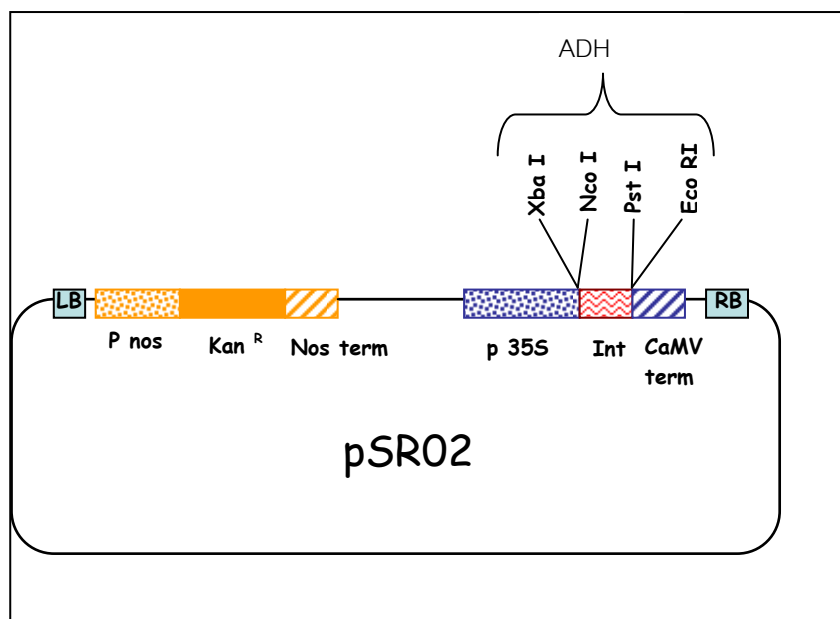 ADH
Xba I
Nco I
Pst I
Eco RI
LB
RB
P nos
Kan R
Nos term
p 35S
Int
CaMV
term
pSR02